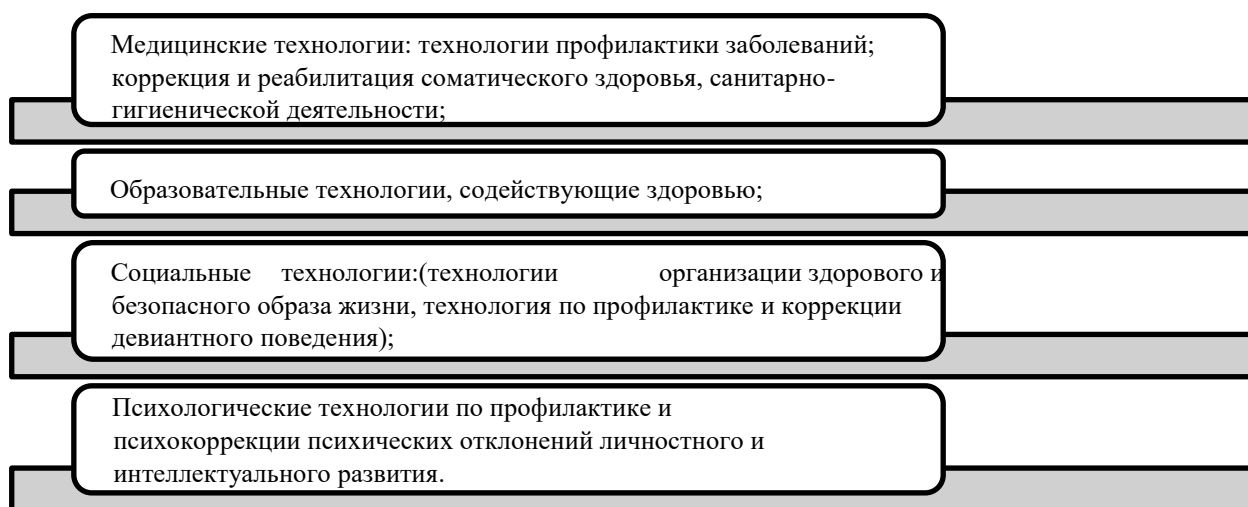 Медицинские технологии: технологии профилактики заболеваний;
коррекция и реабилитация соматического здоровья, санитарно-
гигиенической деятельности;
Образовательные технологии, содействующие здоровью;
Социальные технологии:(технологии организации здорового и
безопасного образа жизни, технология по профилактике и коррекции
девиантного поведения);
Психологические технологии по профилактике и
психокоррекции психических отклонений личностного и
интеллектуального развития.